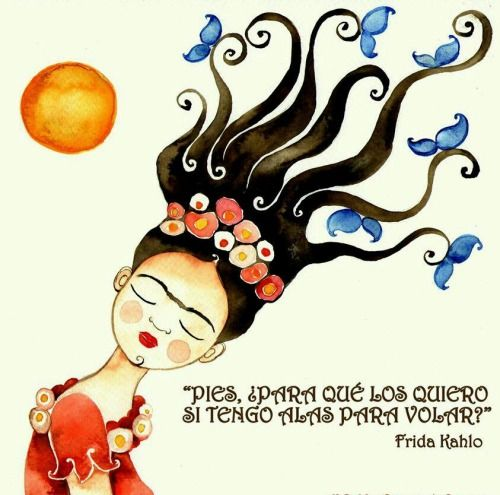 “PIES, ¿PARA QUÉ LOS QUIERO
SI TENGO ALAS PARA VOLAR?”
Frida Kahlo